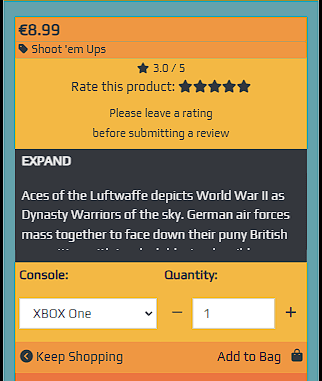 €8.99
Shoot 'em Ups
3.0 / 5
Rate this product:
Please leave a rating
before submitting a review
EXPAND
Aces of the Luftwaffe depicts World War II as
Dynasty Warriors of the sky. German air forces
mass together to face down their puny British
Console: Quantity:
XBOX One − 1 +
Keep Shopping Add to Bag